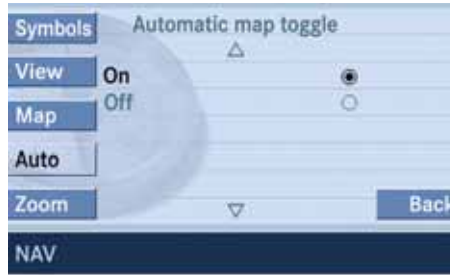 Symbols
Automatic map toggle
View
On
Off
Map
Auto
Zoom
Back
NAV